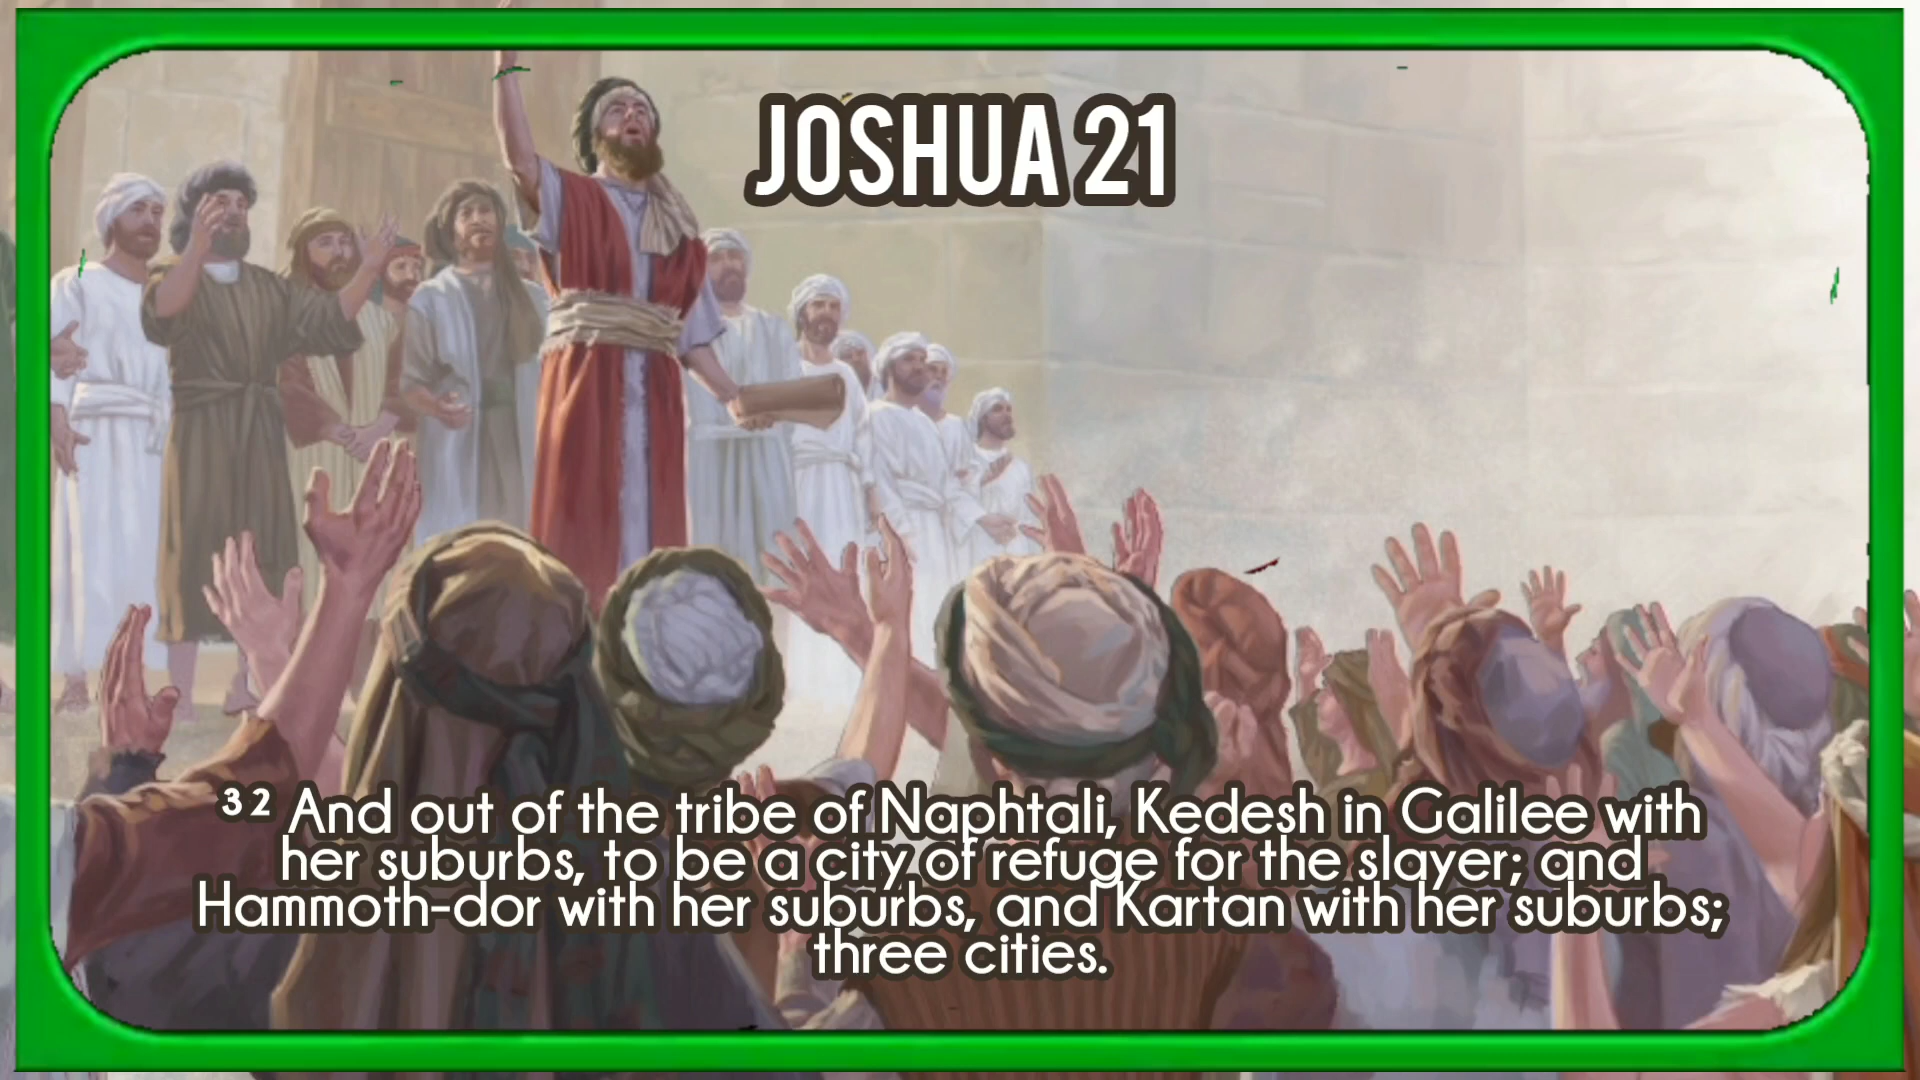 JOSHUA 21
³² And out of the tribe of Naphtali, Kedesh in Galilee with
her suburbs, to be a city of refuge for the slayer; and
Hammoth-dor with her suburbs, and Kartan with her suburbs;
three cities.